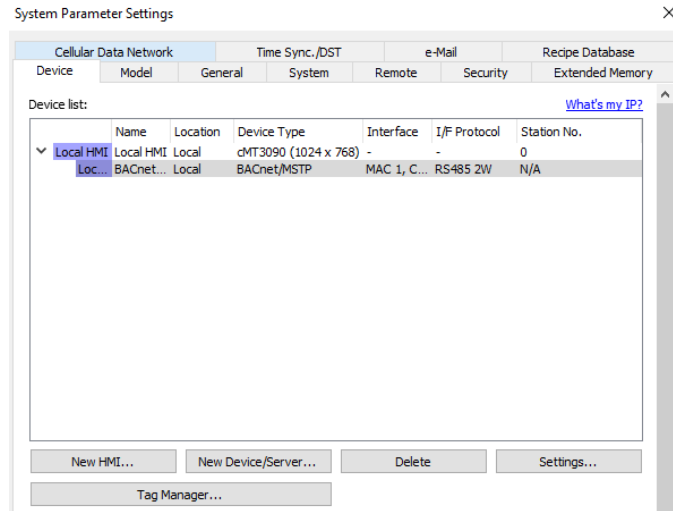 System Parameter Settings
Cellular Data Network Time Sync./DST e-Mail Recipe Database
Device Model General System Remote Security Extended Memory
Device list: What's my IP?
Name Location Device Type Interface I/F Protocol Station No.
Local HMI Local HMI Local cMT3090 (1024 x 768) - - 0
Loc... BACnet... Local BACnet/MSTP MAC 1, C... RS485 2W N/A
New HMI... New Device/Server... Delete Settings...
Tag Manager...